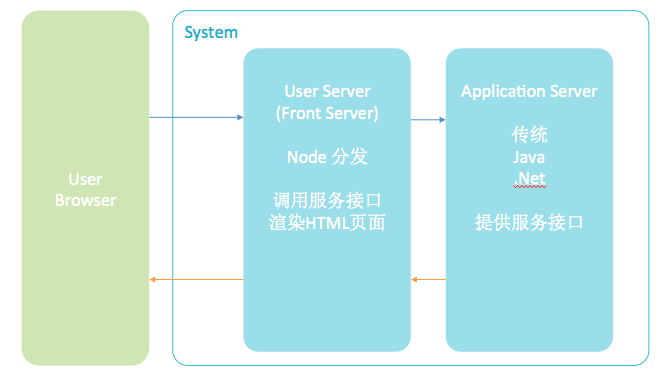 System
User
Browser
User Server
(Front Server)
Node 分发
调用服务接口
渲染HTML页面
Application Server
传统
Java
.Net
提供服务接口